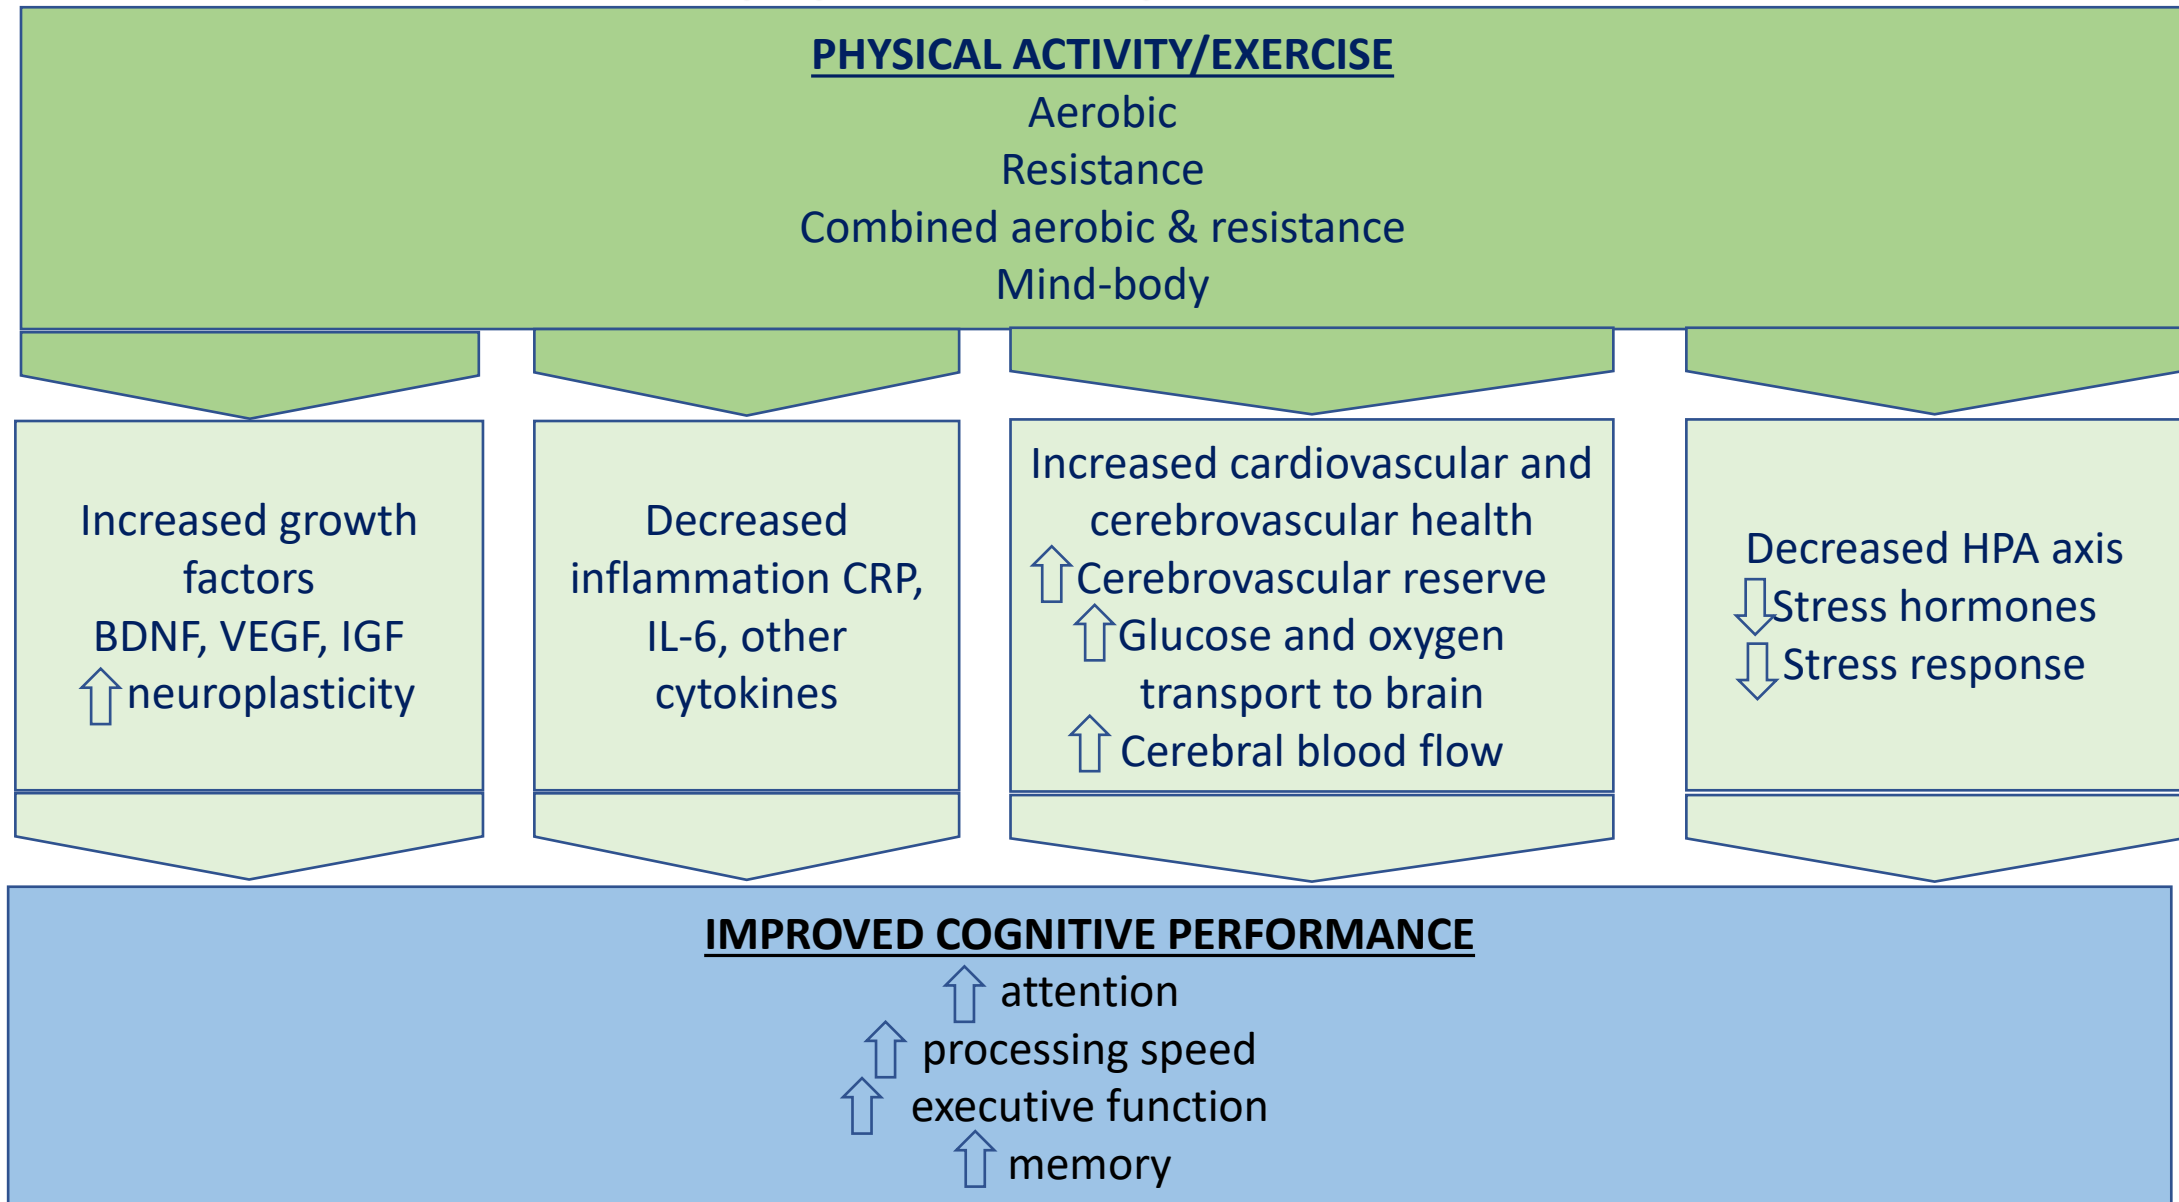 PHYSICAL ACTIVITY/EXERCISE
Aerobic
Resistance
Combined aerobic & resistance
Mind-body
Increased growth
factors
BDNF, VEGF, IGF
neuroplasticity
Decreased
inflammation CRP,
IL-6, other
cytokines
Increased cardiovascular and
cerebrovascular health
Cerebrovascular reserve
Glucose and oxygen
transport to brain
Cerebral blood flow
Decreased HPA axis
Stress hormones
Stress response
IMPROVED COGNITIVE PERFORMANCE
attention
processing speed
executive function
memory